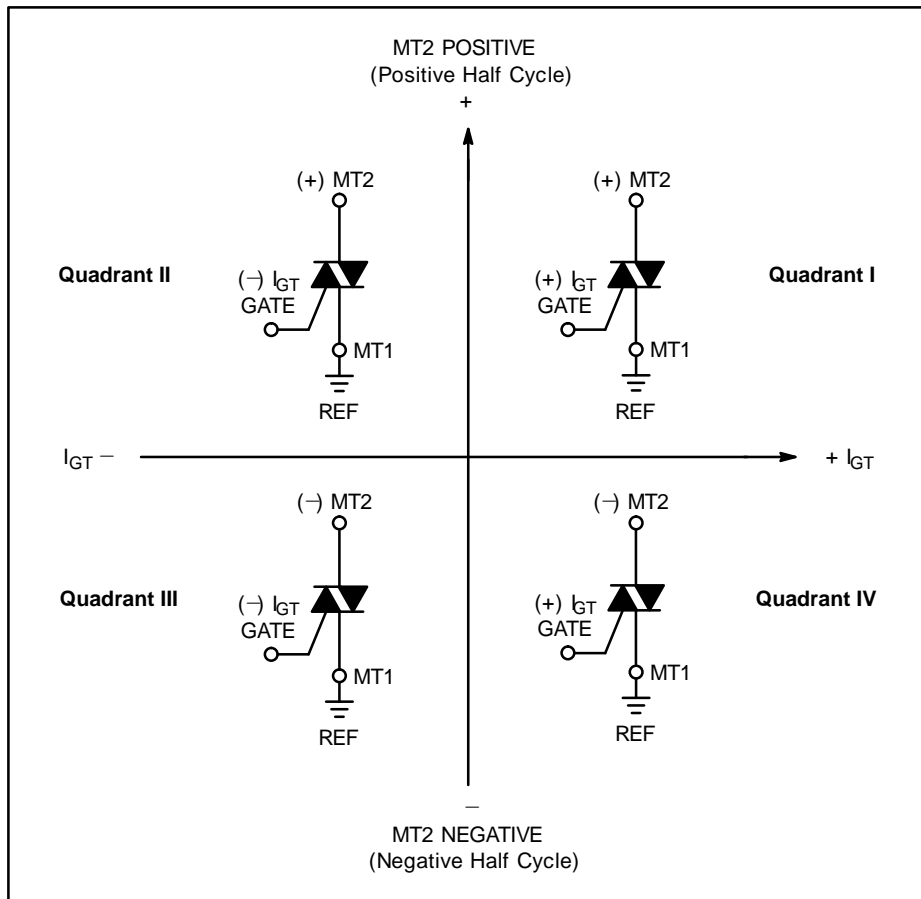 MT2 POSITIVE
(Positive Half Cycle)
+
(+) MT2
(+) MT2
Quadrant II
(−) IGT
GATE
(+) IGT
GATE
Quadrant I
MT1
MT1
REF
REF
IGT −
+ IGT
(−) MT2
(−) MT2
Quadrant III
(−) IGT
GATE
(+) IGT
GATE
Quadrant IV
MT1
MT1
REF
REF
−
MT2 NEGATIVE
(Negative Half Cycle)